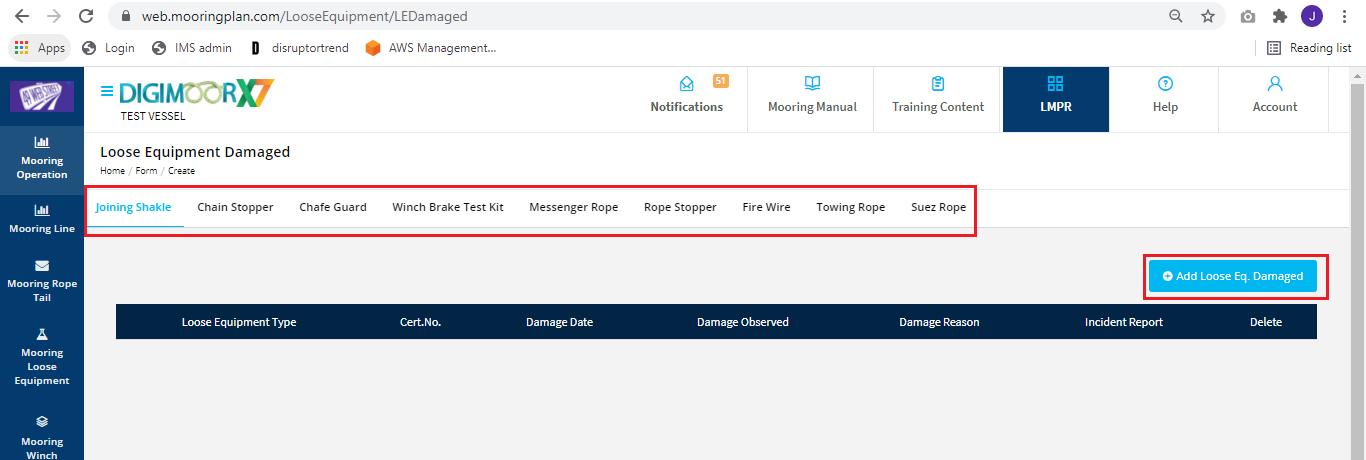 web.mooringplan.com/LooseEquipment/LEDamaged
J
Apps Login IMS admin D disruptortrend AWS Management... Reading list
49 WEB STREET
DIGIMOORX7
TEST VESSEL
51
Notifications Mooring Manual Training Content LMPR Help Account
Mooring
Operation
Mooring Line
Mooring Rope
Tail
Mooring
Loose
Equipment
Mooring
Winch
Loose Equipment Damaged
Home / Form / Create
Joining Shakle Chain Stopper Chafe Guard Winch Brake Test Kit Messenger Rope Rope Stopper Fire Wire Towing Rope Suez Rope
Add Loose Eq. Damaged
Loose Equipment Type Cert.No. Damage Date Damage Observed Damage Reason Incident Report Delete